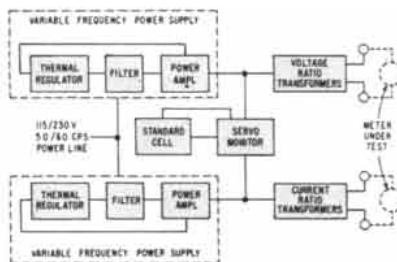 VARIABLE FREQUENCY POWER SUPPLY
THERMAL
REGULATOR
FILTER
POWER
AMPL
VOLTAGE
RATIO
TRANSFORMERS
115/230 V
50/60 CPS
POWER LINE
STANDARD
CELL
SERVO
MONITOR
METER
UNDER
TEST
THERMAL
REGULATOR
FILTER
POWER
AMPL
CURRENT
RATIO
TRANSFORMERS
VARIABLE FREQUENCY POWER SUPPLY